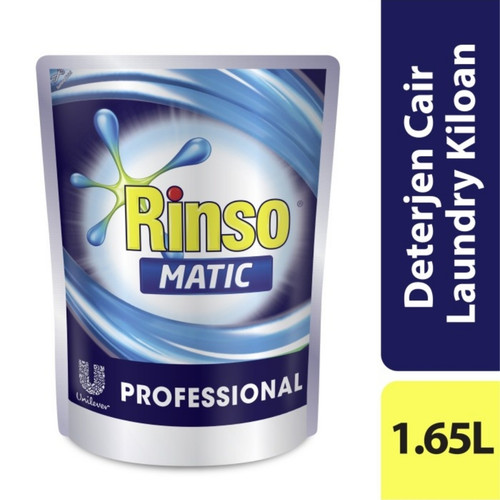 Rinso®
MATIC
Unilever
PROFESSIONAL
Deterjen Cair
Laundry Kiloan
1.65L